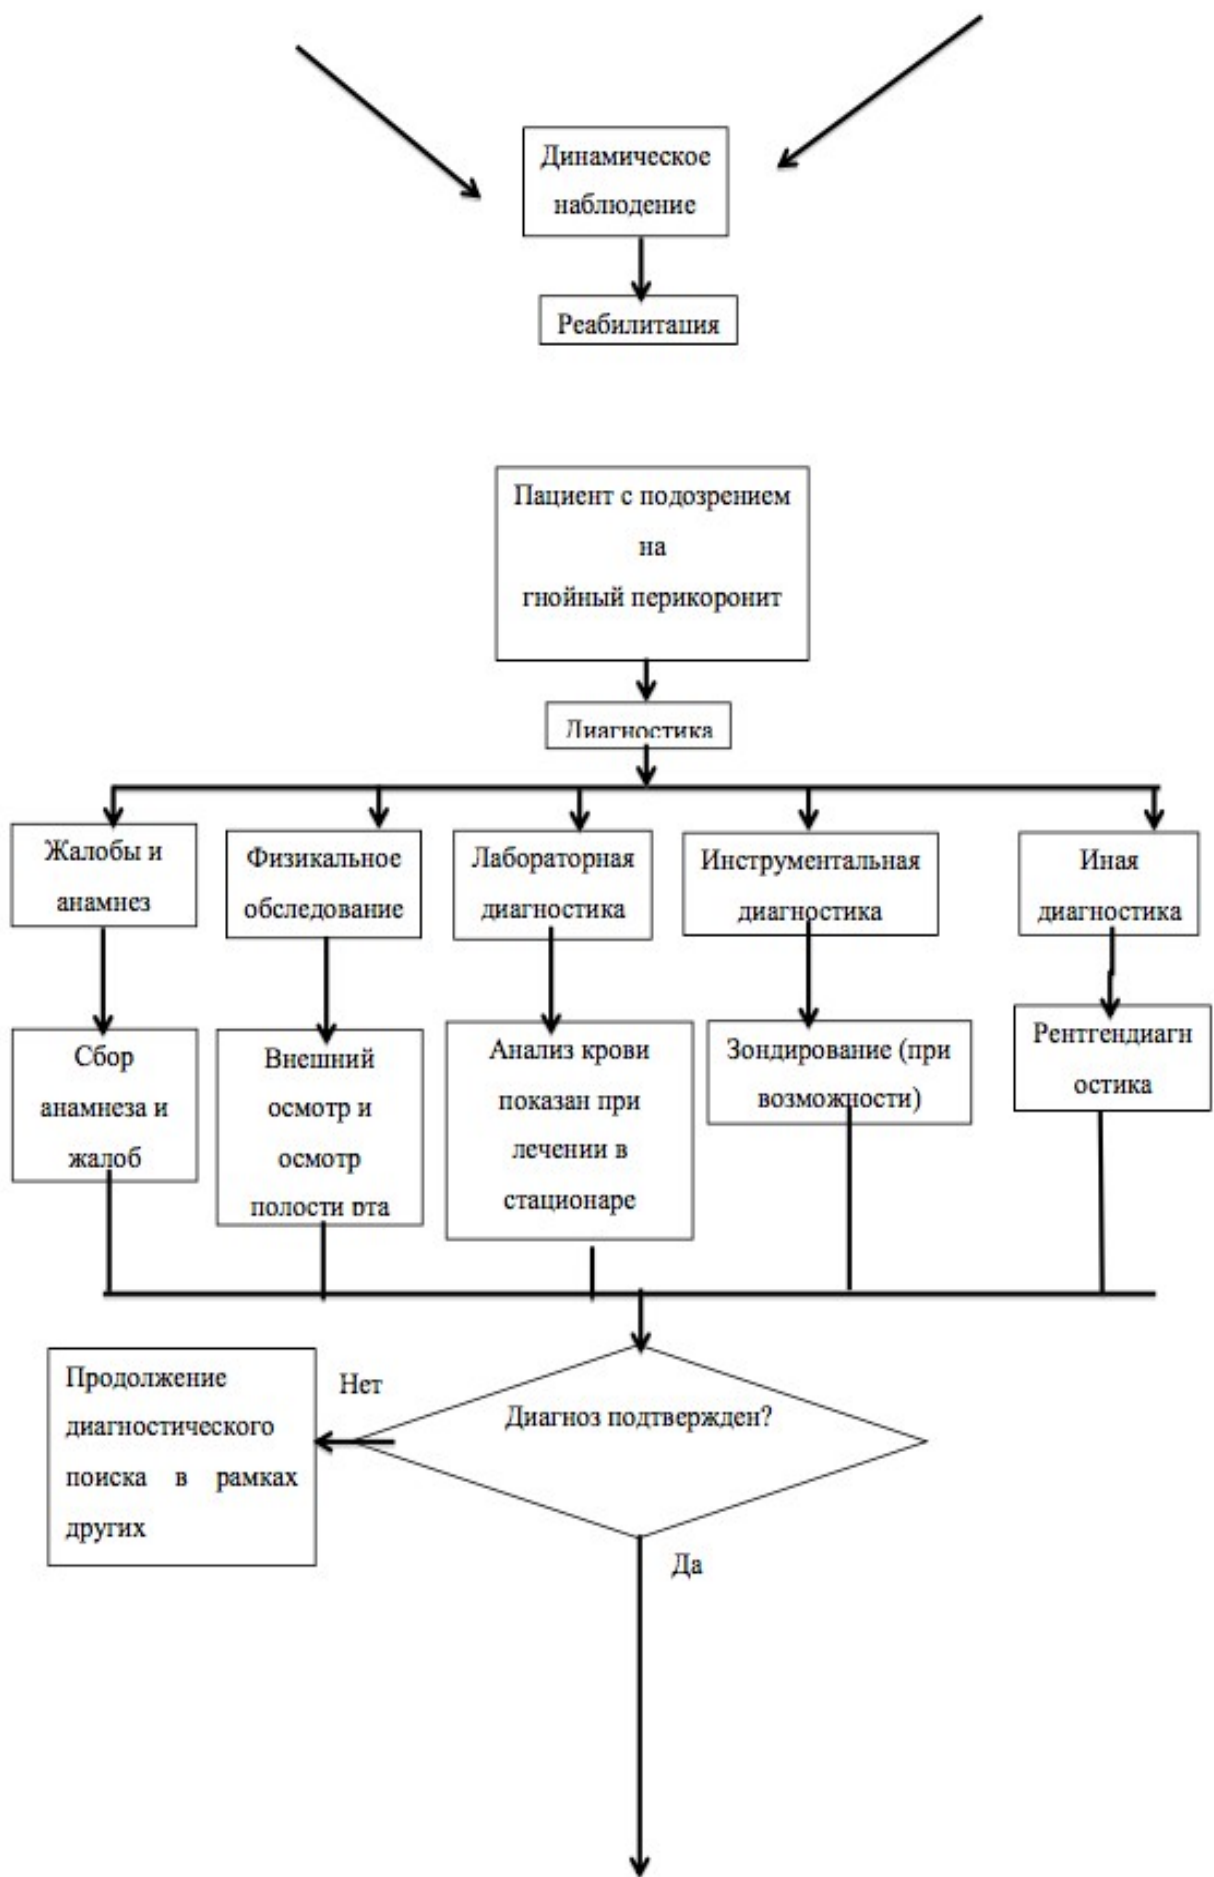 Динамическое
наблюдение
Реабилитация
Пациент с подозрением
на
гнойный перикоронит
Диагностика
Жалобы и
анамнез
Физикальное
обследование
Лабораторная
диагностика
Инструментальная
диагностика
Иная
диагностика
Сбор
анамнеза и
жалоб
Внешний
осмотр и
осмотр
полости рта
Анализ крови
показан при
лечении в
стационаре
Зондирование (при
возможности)
Рентгендиагн
остика
Продолжение
диагностического
поиска в рамках
других
Нет
Диагноз подтвержден?
Да